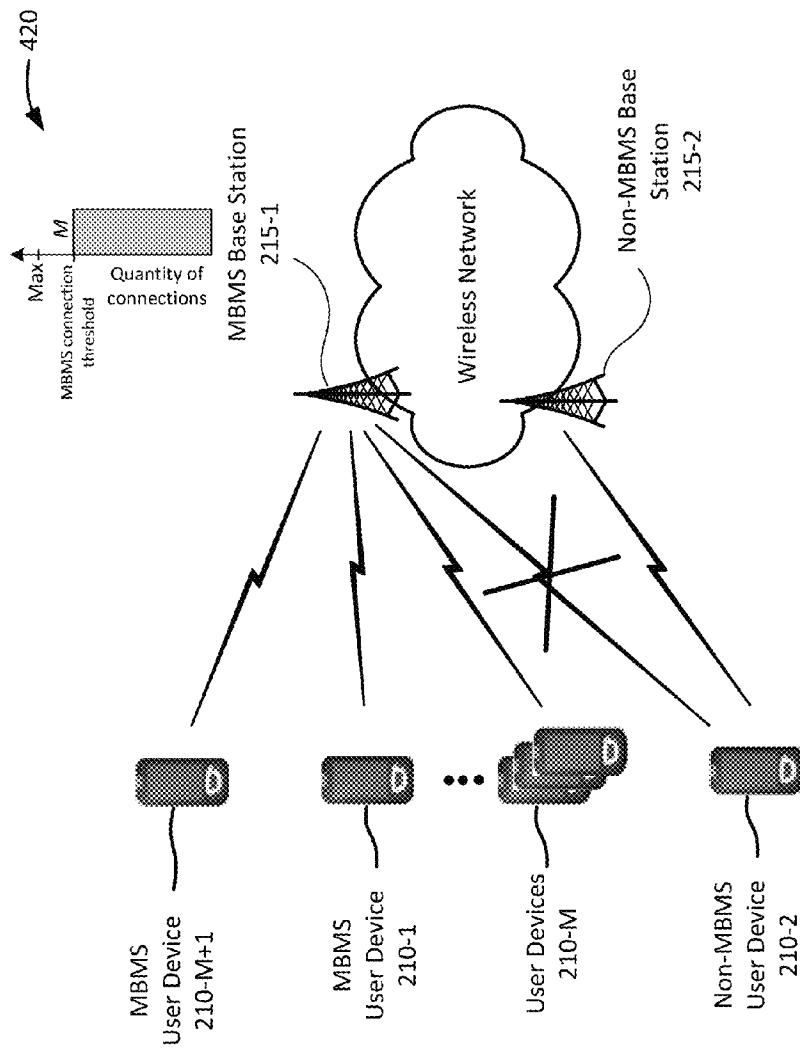 420
Max
M
MBMS connection
threshold
Quantity of
connections
MBMS Base Station
215-1
Wireless Network
Non-MBMS Base
Station
215-2
MBMS
User Device
210-M+1
MBMS
User Device
210-1
User Devices
210-M
Non-MBMS
User Device
210-2